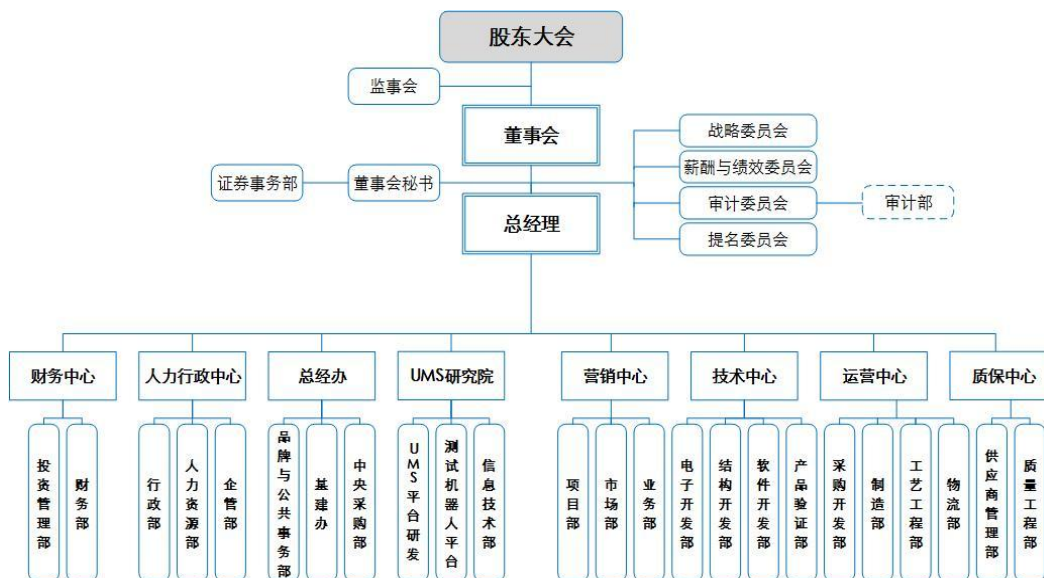 股东大会
监事会
董事会
战略委员会
薪酬与绩效委员会
证券事务部
董事会秘书
审计委员会
审计部
总经理
提名委员会
财务中心
人力行政中心
总经办
UMS研究院
营销中心
技术中心
运营中心
质保中心
投资管理部
财务部
行政部
人力资源部
企管部
品牌与公共事务部
基建办
中央采购部
UMS平台研发
测试机器人平台
信息技术部
项目部
市场部
业务部
电子开发部
结构开发部
软件开发部
产品验证部
采购开发部
制造部
工艺工程部
物流部
供应商管理部
质量工程部